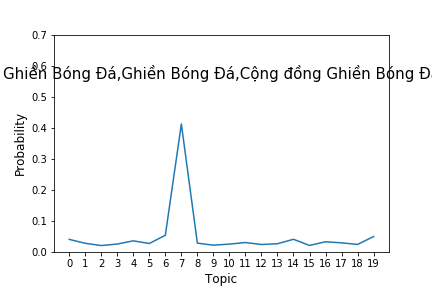 0.7
Ghiền Bóng Đá,Ghiền Bóng Đá,Cộng đồng Ghiền Bóng
0.6
0.5
0.4
0.3
0.2
0.1
0.0
Probability
0 1 2 3 4 5 6 7 8 9 10 11 12 13 14 15 16 17 18 19
Topic